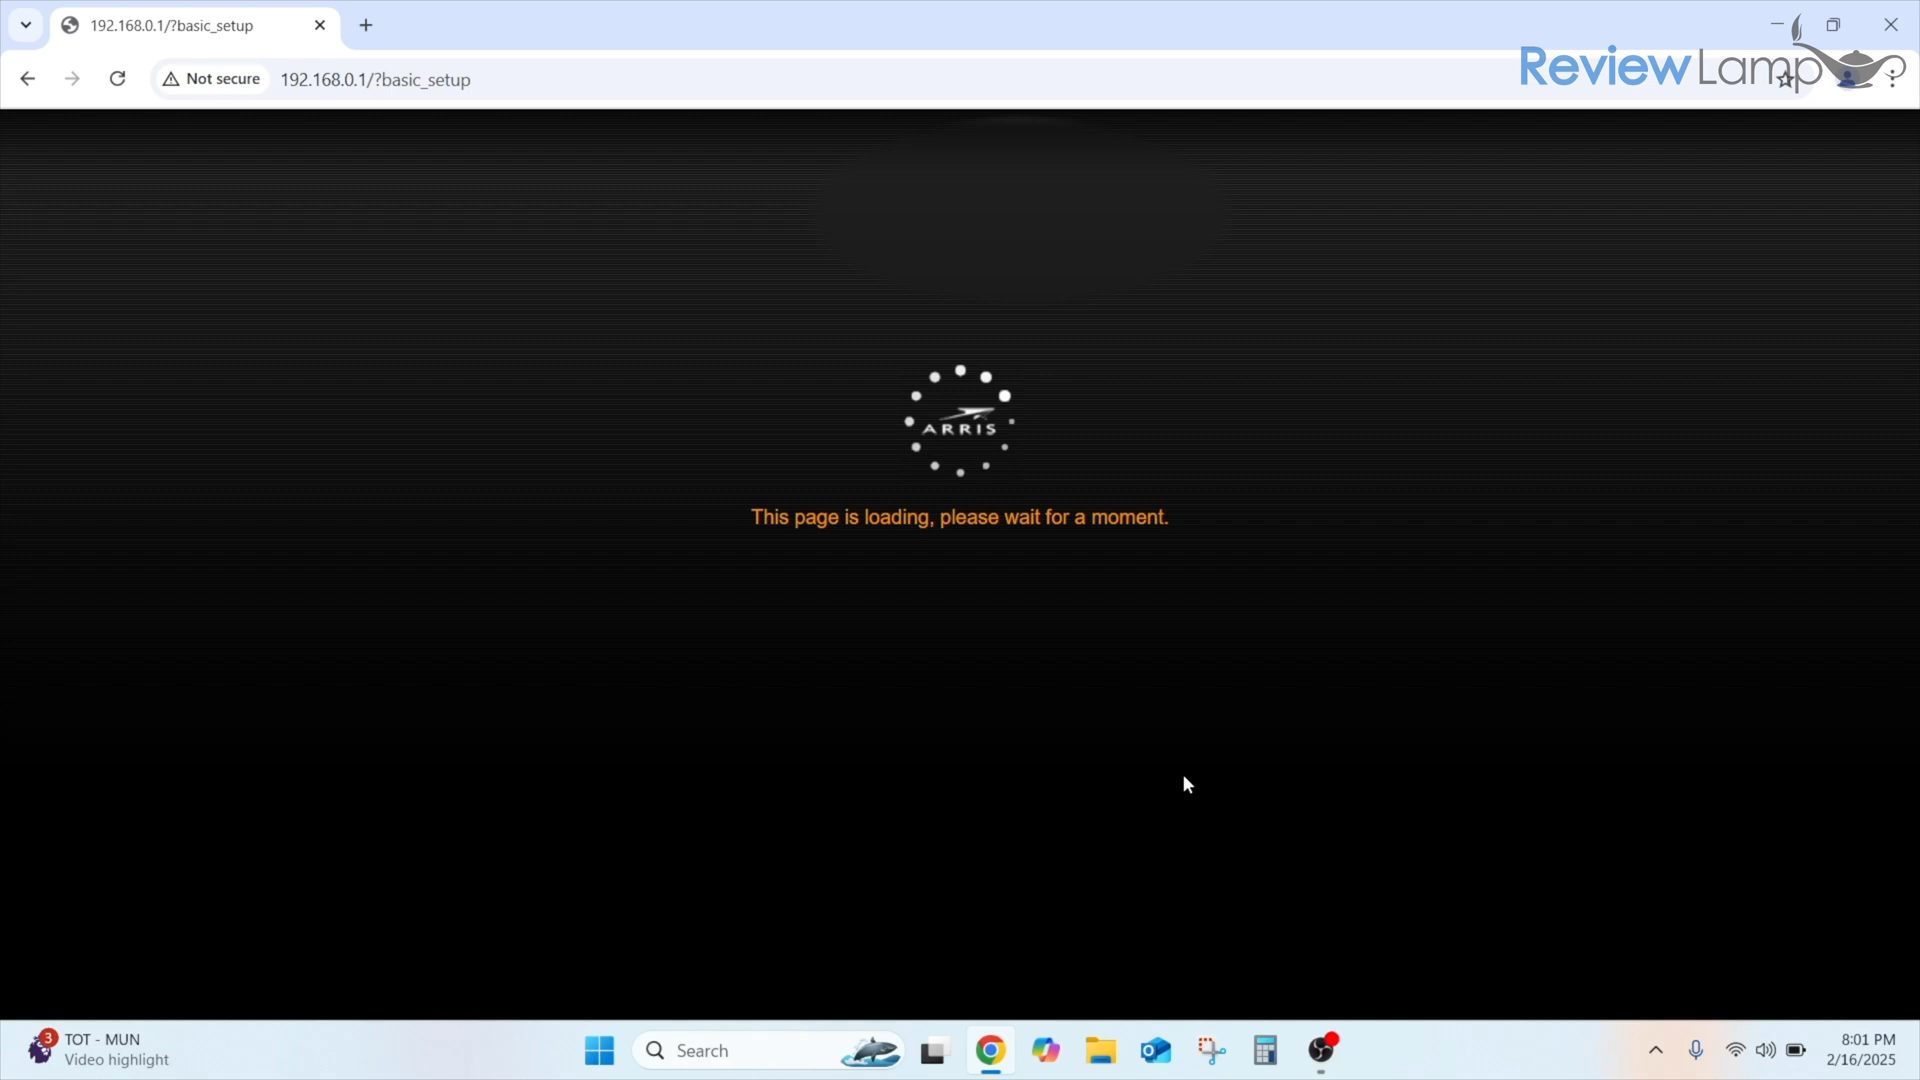 192.168.0.1/?basic_setup
Not secure
192.168.0.1/?basic_setup
ReviewLamp
ARRIS
This page is loading, please wait for a moment.
3
TOT - MUN
Video highlight
Search
8:01 PM
2/16/2025